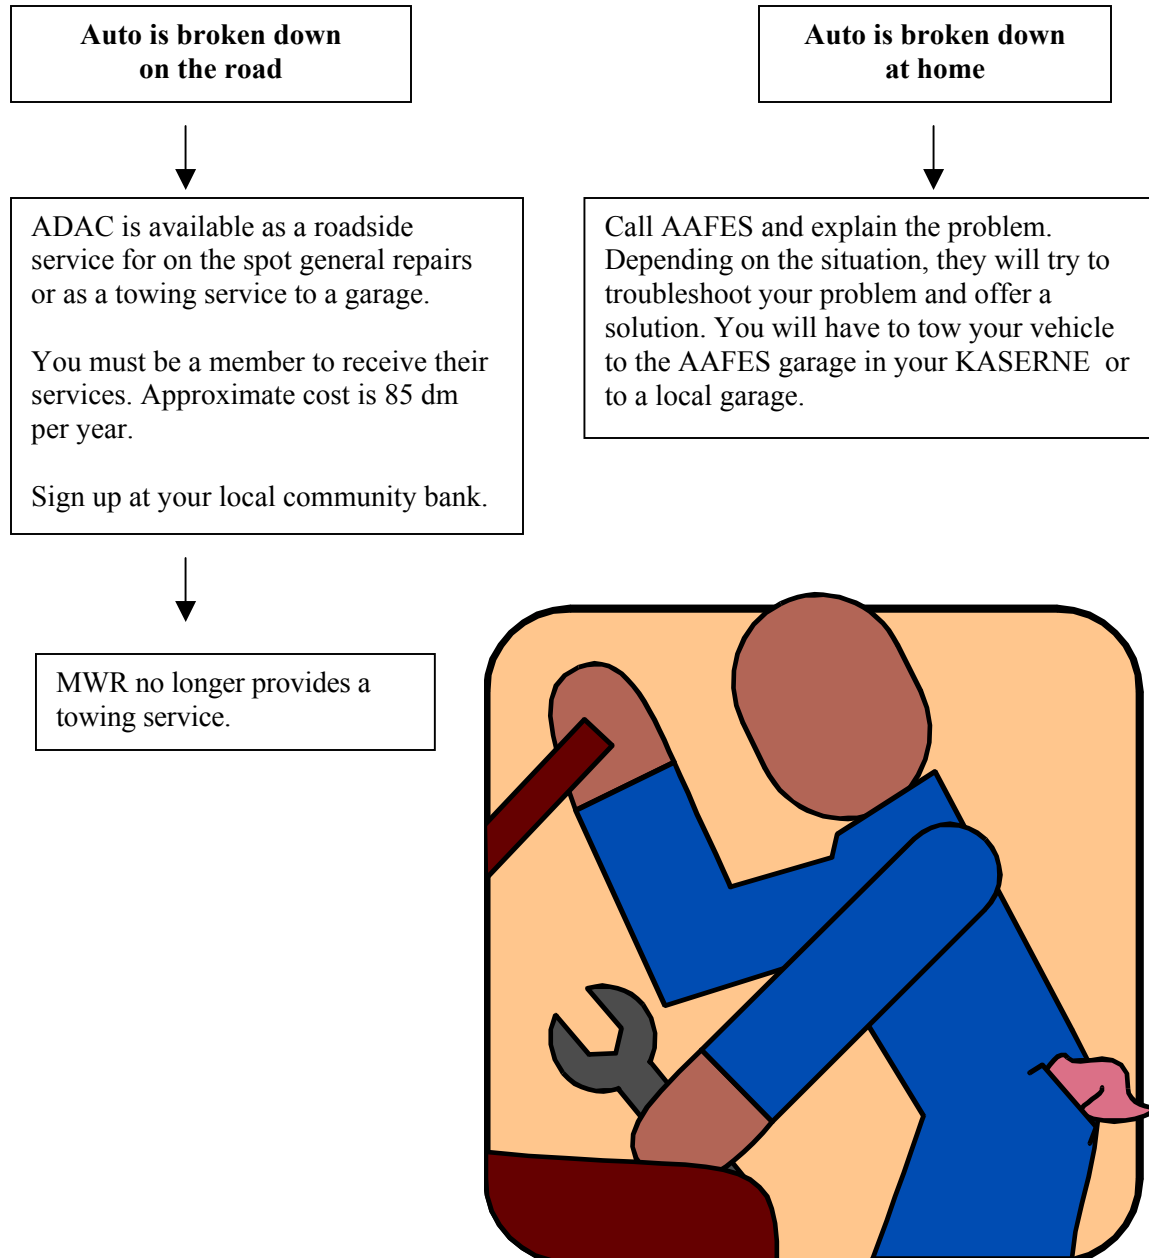 Auto is broken down
on the road
ADAC is available as a roadside
service for on the spot general repairs
or as a towing service to a garage.
You must be a member to receive their
services. Approximate cost is 85 dm
per year.
Sign up at your local community bank.
MWR no longer provides a
towing service.
Auto is broken down
at home
Call AAFES and explain the problem.
Depending on the situation, they will try to
troubleshoot your problem and offer a
solution. You will have to tow your vehicle
to the AAFES garage in your KASERNE or
to a local garage.